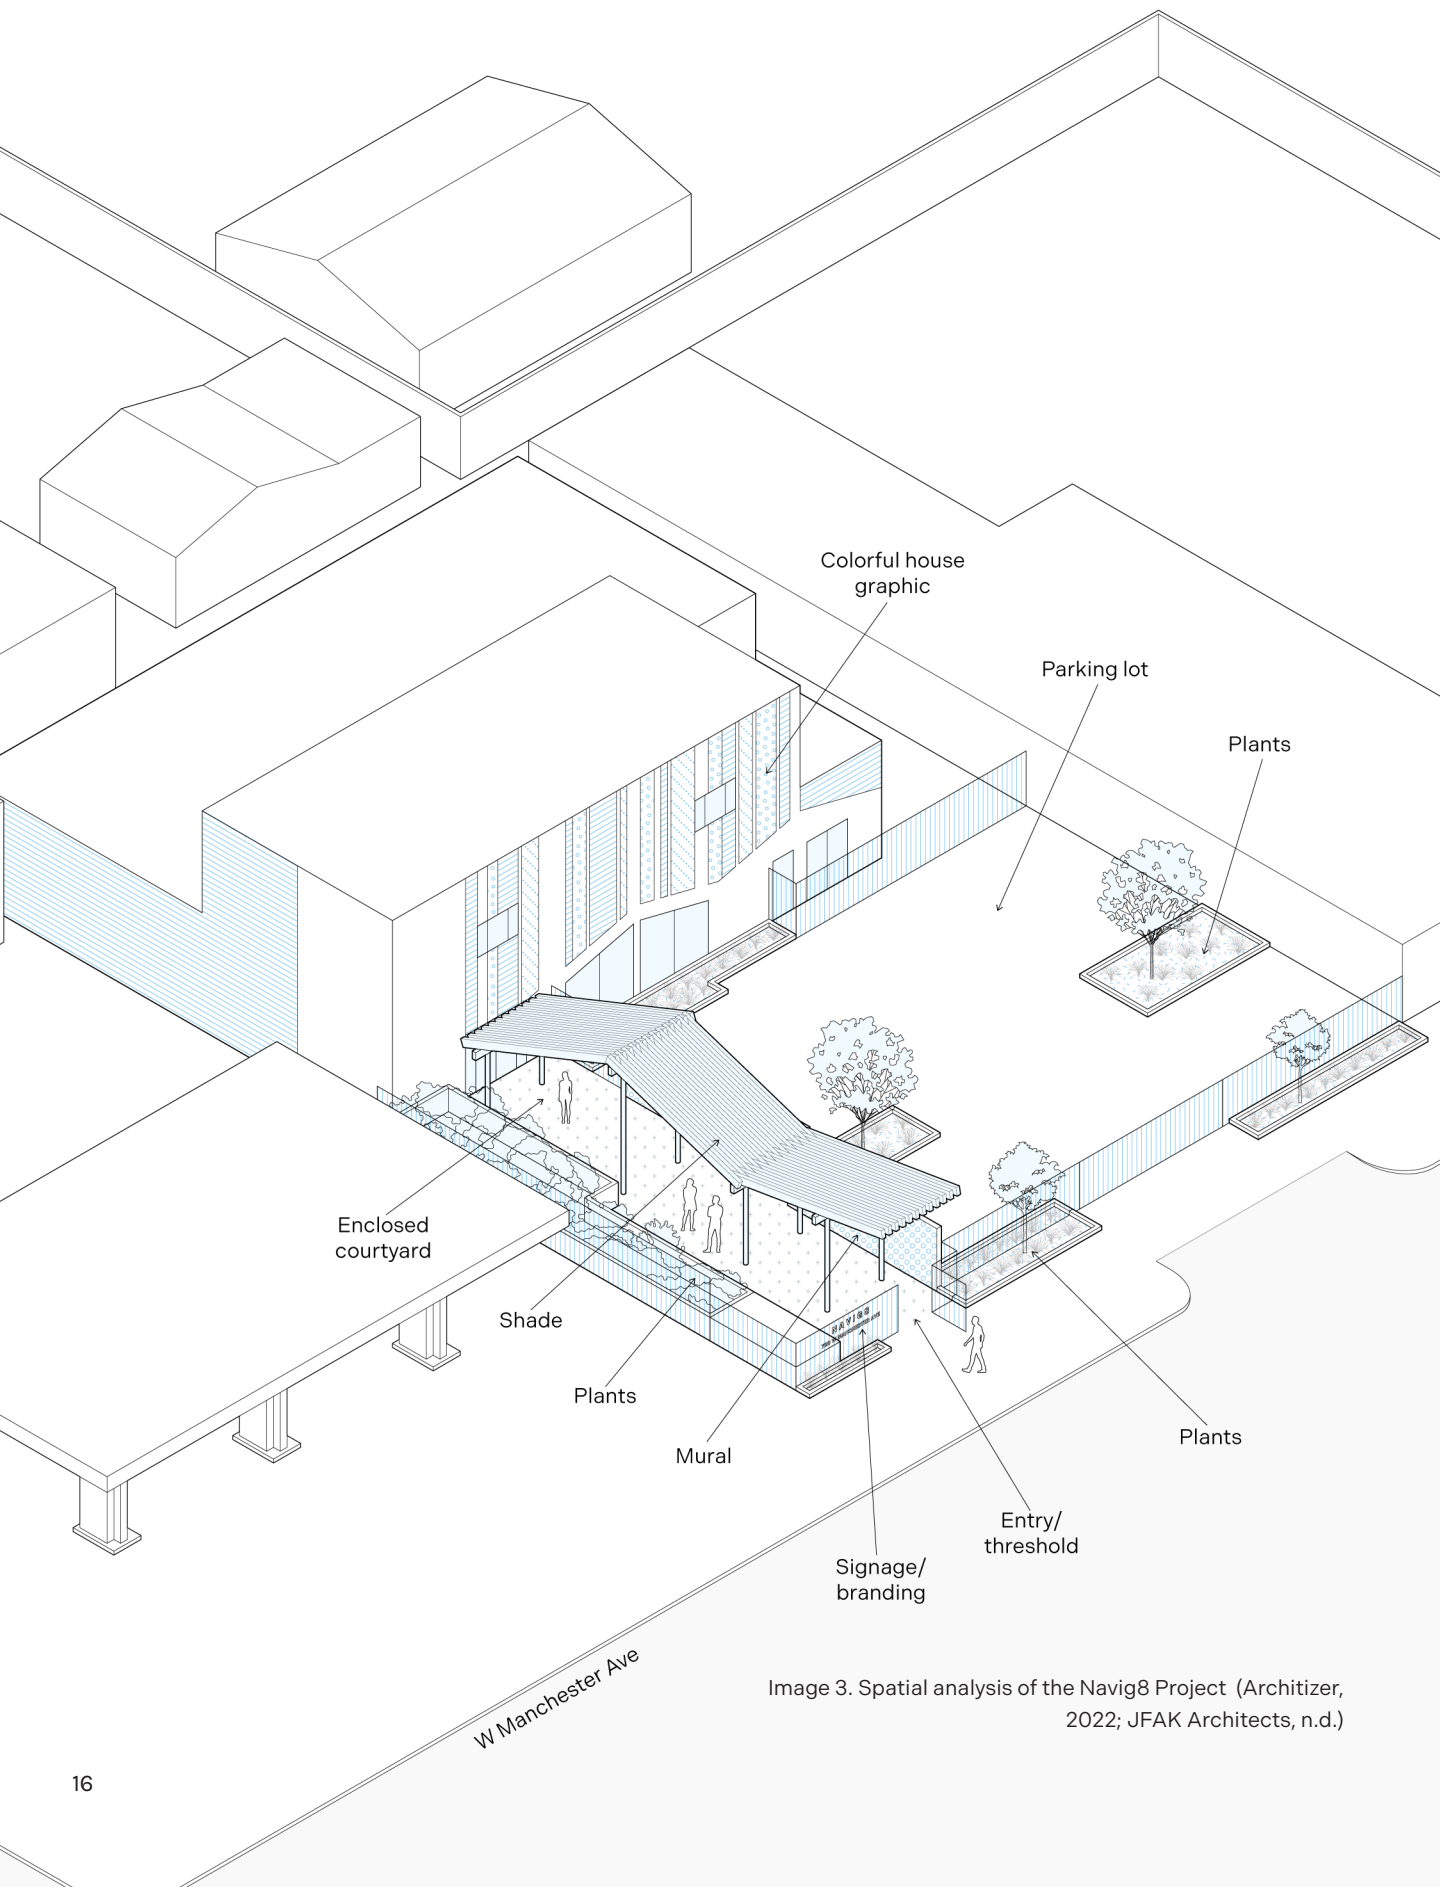 Colorful house
graphic
Parking lot
Plants
Enclosed
courtyard
Shade
Plants
Mural
NAVIG8
Plants
Entry/
threshold
Signage/
branding
W Manchester Ave
Image 3. Spatial analysis of the Navig8 Project (Architizer,
2022; JFAK Architects, n.d.)
16